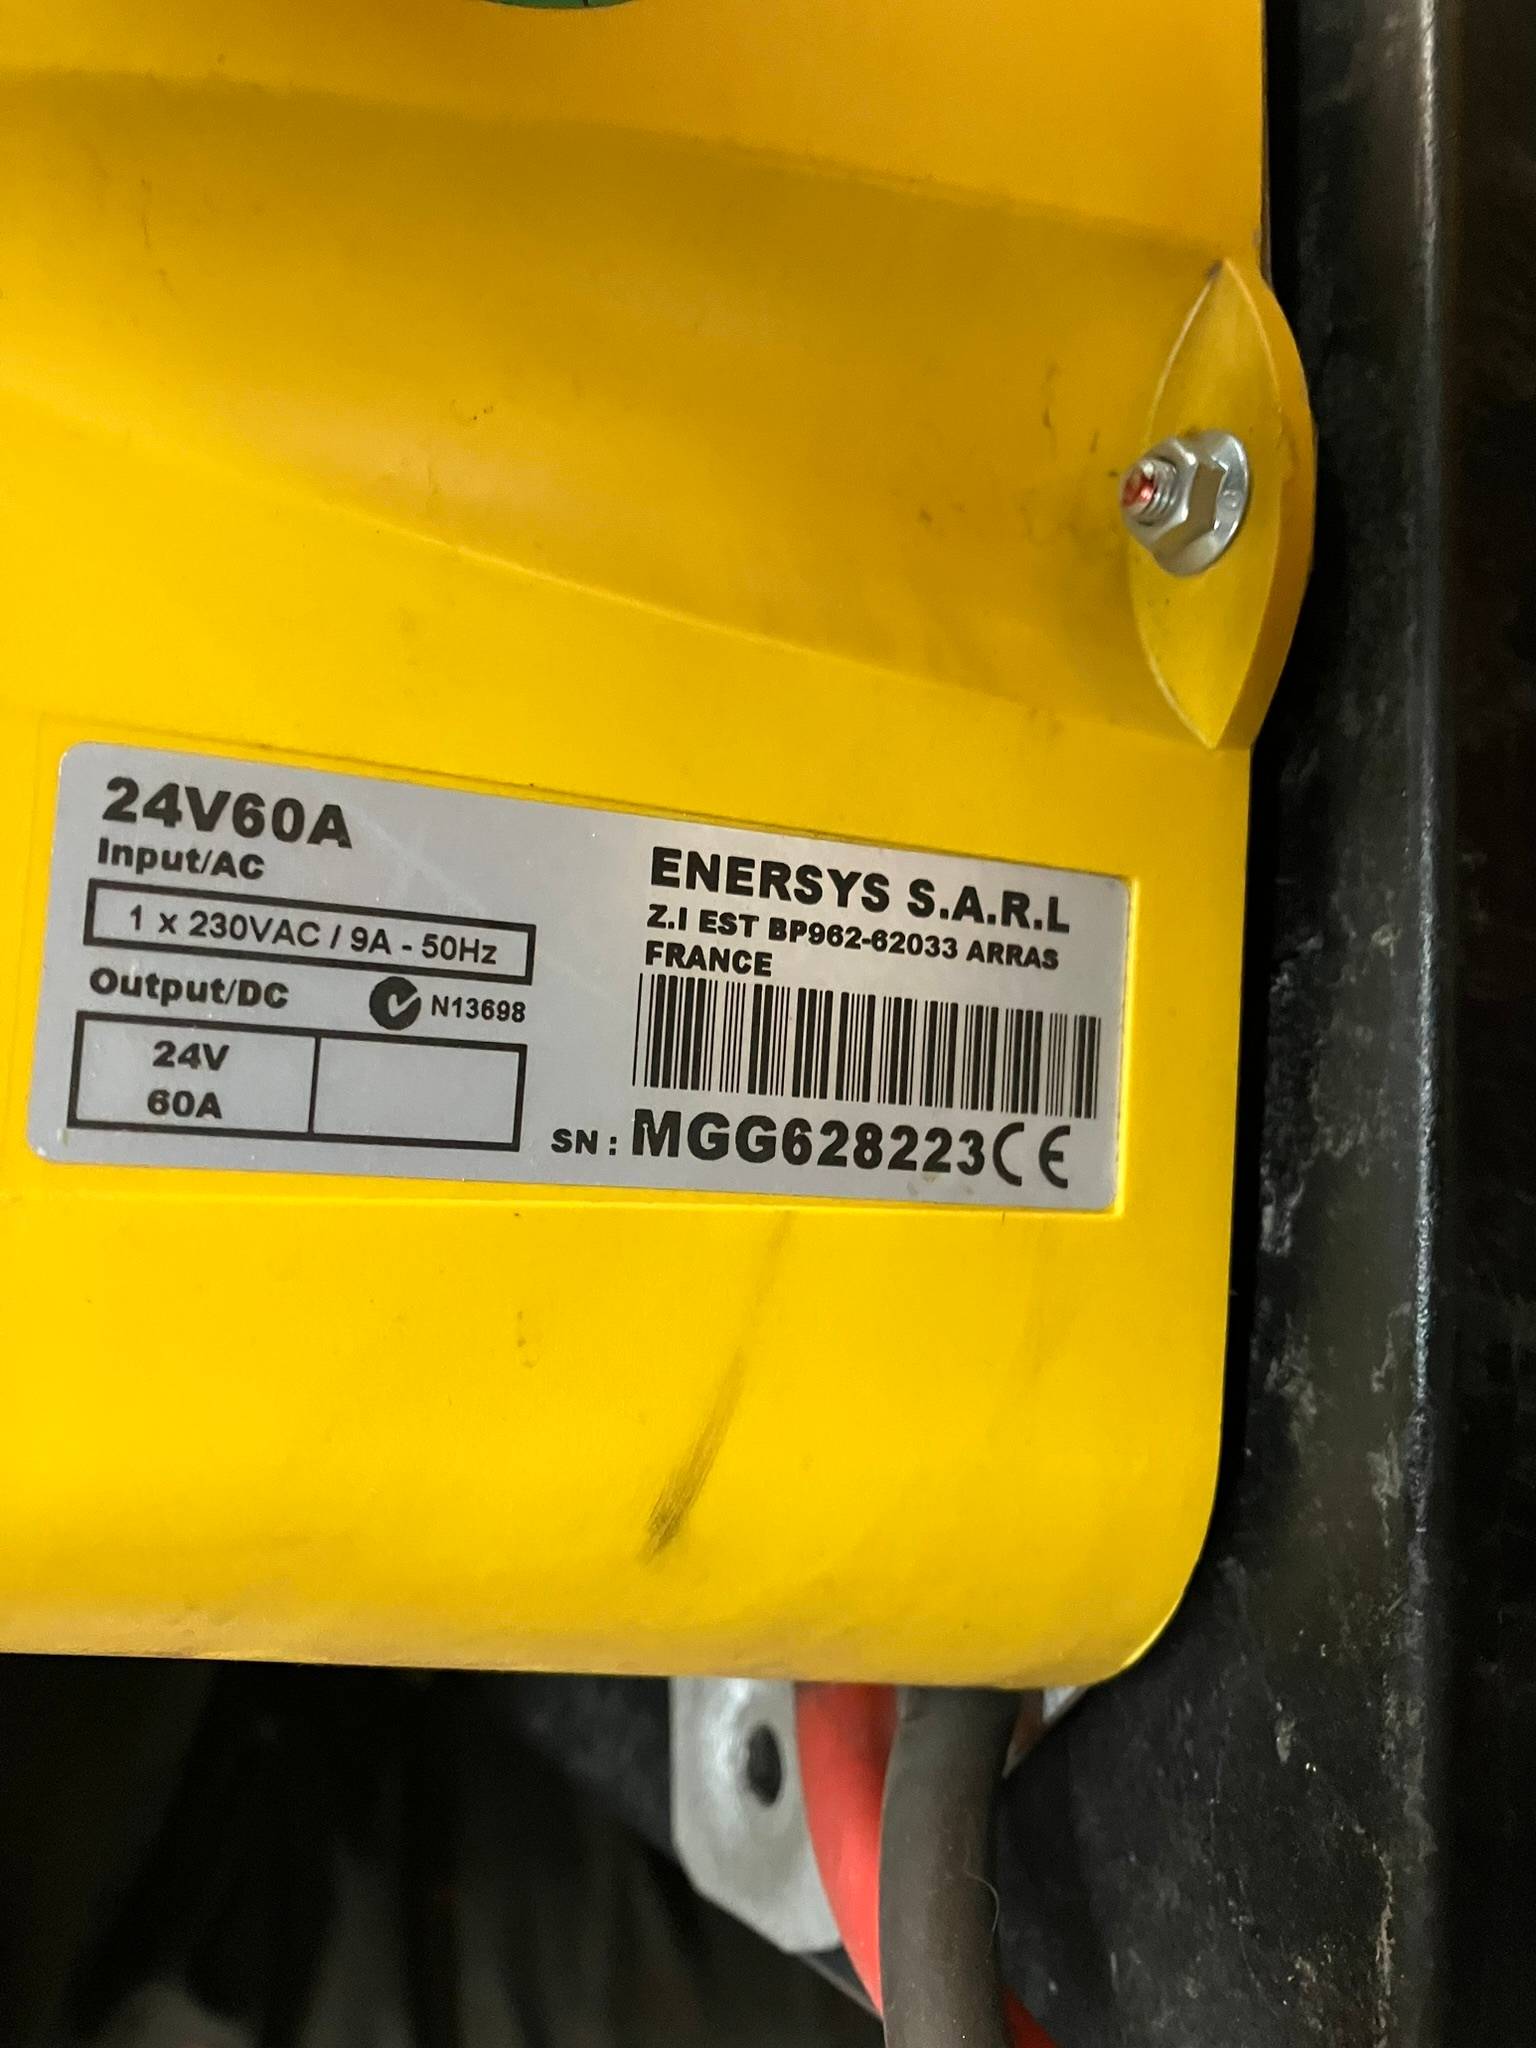 24V60A
Input/AC
1 x 230VAC / 9A - 50Hz
Output/DC
N13698
24V
60A
ENERSYS S.A.R.L
Z.I EST BP962-62033 ARRAS
FRANCE
SN : MGG628223 CE